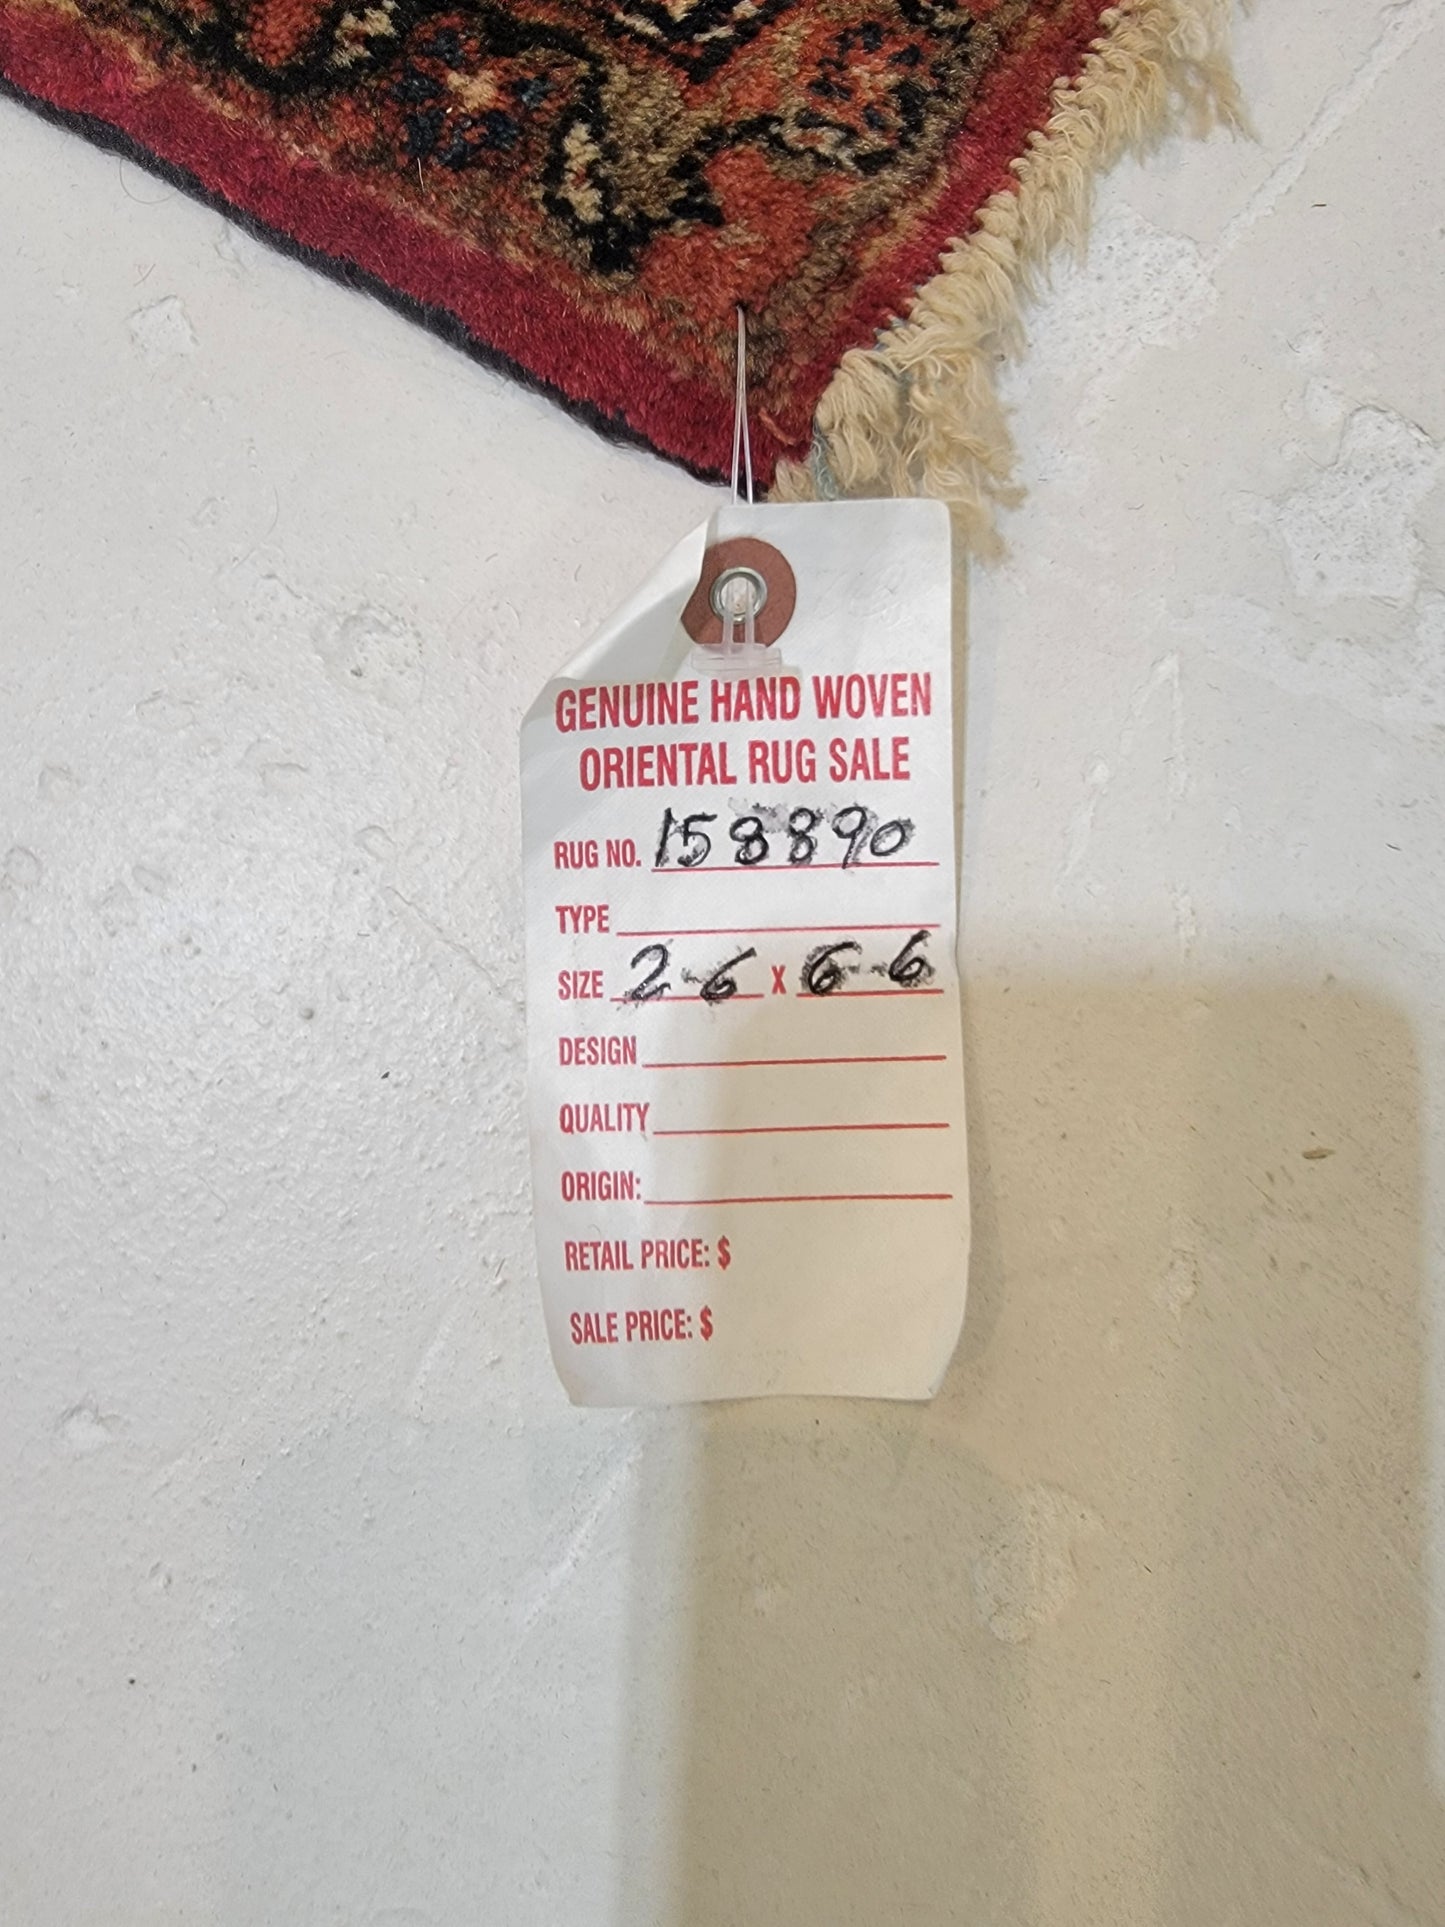 GENUINE HAND WOVEN
ORIENTAL RUG SALE
RUG NO. 158890
TYPE
SIZE 2-6 X 6-6
DESIGN
QUALITY
ORIGIN:
RETAIL PRICE: $
SALE PRICE: $